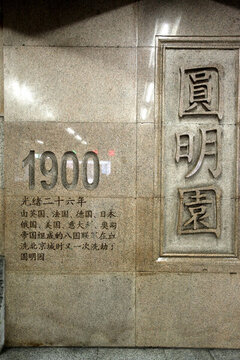 圓明園
1900
光绪二十六年
由英国、法国、德国、日本
俄国、美国、意大利、奥匈
帝国组成的八国联军在立
洗北京城时又一次洗劫了
圆明园